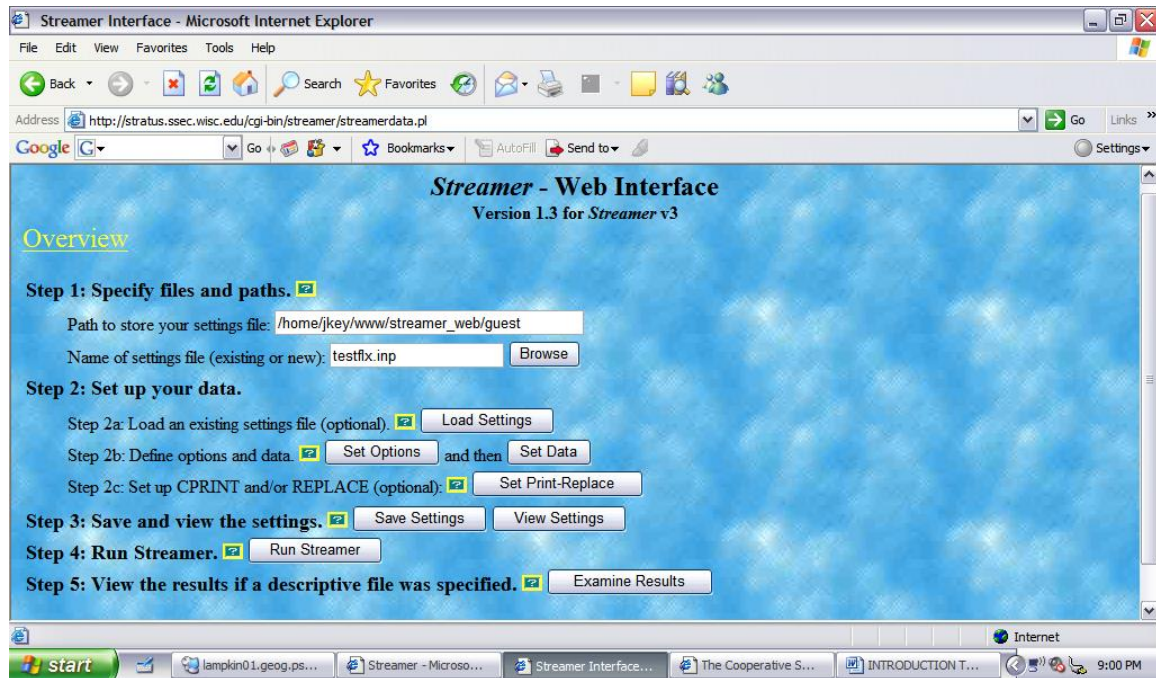 Streamer Interface - Microsoft Internet Explorer
File Edit View Favorites Tools Help
Back Search Favorites
Address http://stratus.ssec.wisc.edu/cgi-bin/streamer/streamerdata.pl Go Links »
Google G Go Bookmarks AutoFill Send to Settings
Streamer - Web Interface
Version 1.3 for Streamer v3
Overview
Step 1: Specify files and paths. ?
Path to store your settings file: /home/jkey/www/streamer_web/guest
Name of settings file (existing or new): testflx.inp Browse
Step 2: Set up your data.
Step 2a: Load an existing settings file (optional). ? Load Settings
Step 2b: Define options and data. ? Set Options and then Set Data
Step 2c: Set up CPRINT and/or REPLACE (optional): ? Set Print-Replace
Step 3: Save and view the settings. ? Save Settings View Settings
Step 4: Run Streamer. ? Run Streamer
Step 5: View the results if a descriptive file was specified. ? Examine Results
Internet
start lampkin01.geog.ps... Streamer - Microso... Streamer Interface... The Cooperative S... INTRODUCTION T... 9:00 PM